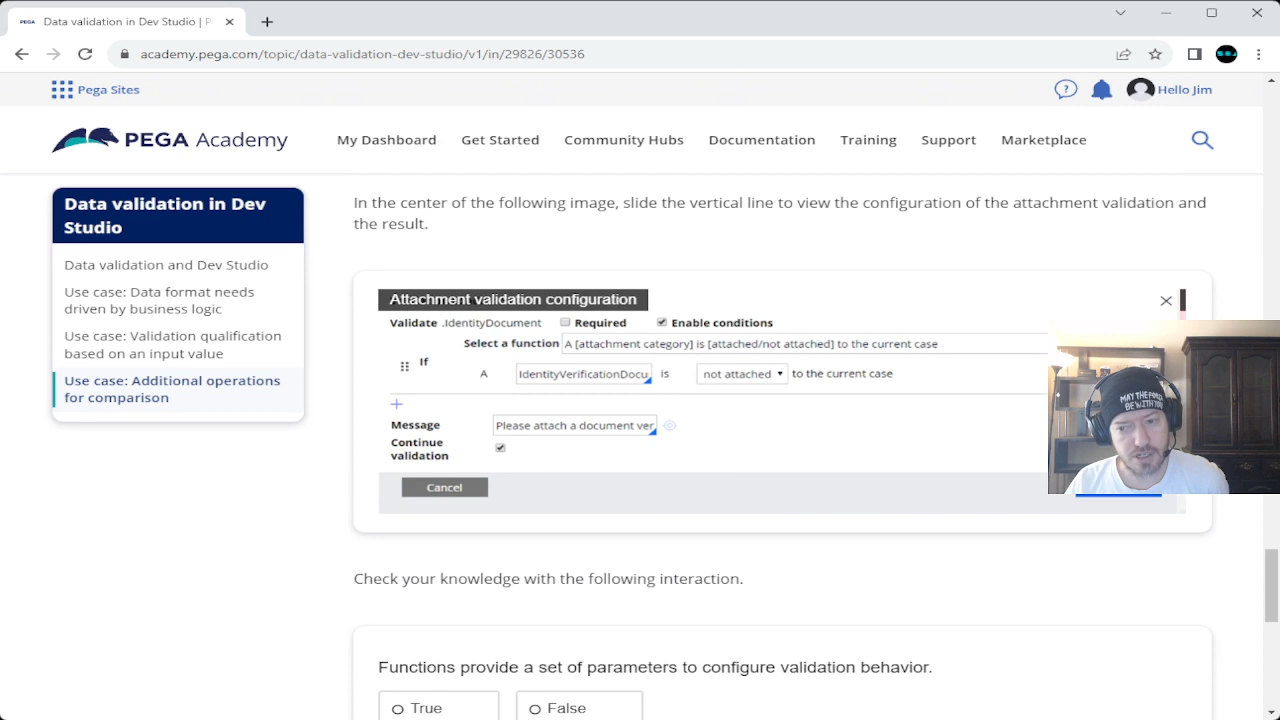 PEGA Data validation in Dev Studio | P
academy.pega.com/topic/data-validation-dev-studio/v1/in/29826/30536
Pega Sites
? Hello Jim
PEGA Academy My Dashboard Get Started Community Hubs Documentation Training Support Marketplace
Data validation in Dev
Studio
Data validation and Dev Studio
Use case: Data format needs
driven by business logic
Use case: Validation qualification
based on an input value
Use case: Additional operations
for comparison
In the center of the following image, slide the vertical line to view the configuration of the attachment validation and
the result.
Attachment validation configuration
Validate .IdentityDocument Required Enable conditions
Select a function A [attachment category] is [attached/not attached] to the current case
If
A IdentityVerificationDocu is not attached to the current case
Message Please attach a document ver
Continue
validation
Cancel
MAY THE FORCE
BE WITH YOU
Check your knowledge with the following interaction.
Functions provide a set of parameters to configure validation behavior.
True False